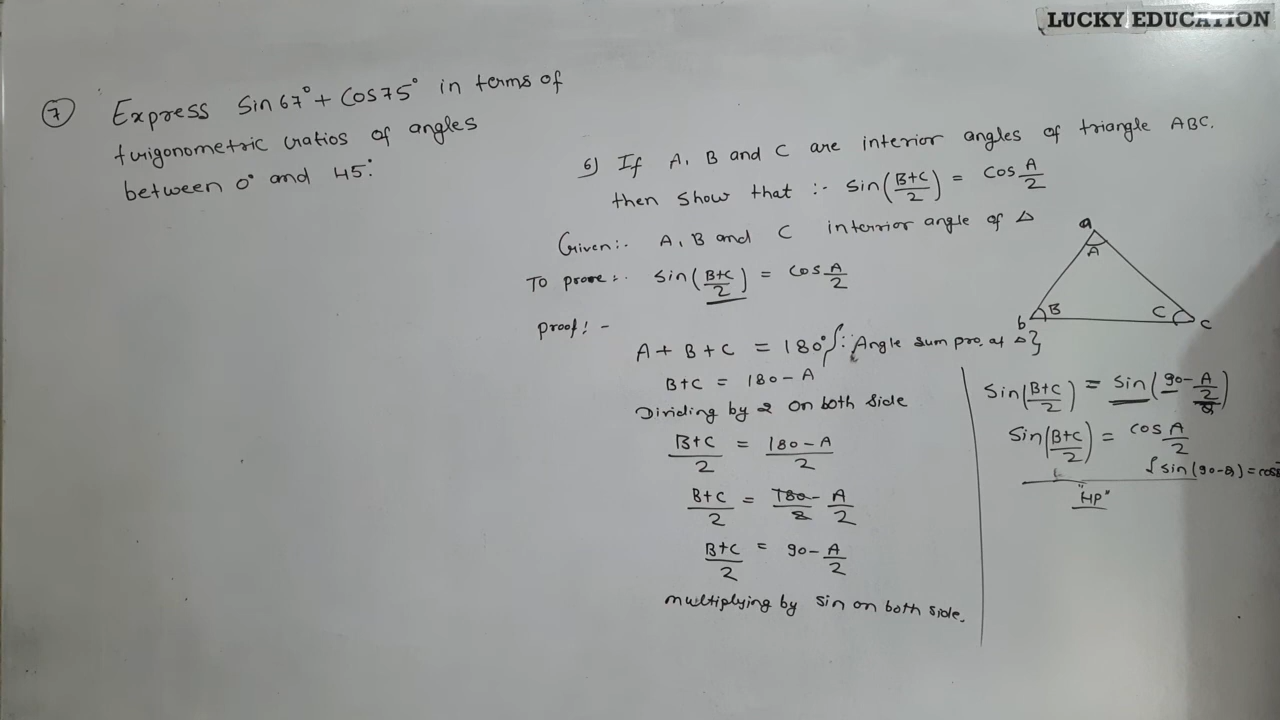 LUCKY EDUCATION
7 Express Sin 67° + Cos 75° in terms of
trigonometric ratios of angles
between 0° and 45°.
6) If A, B and C are interior angles of triangle ABC.
then show that :- Sin(B+C/2) = Cos A/2
Given:- A, B and C interior angle of Δ
To prove:- Sin(B+C/2) = Cos A/2
proof:-
A + B + C = 180° {∵ Angle sum pro. of Δ}
B+C = 180 - A
Dividing by 2 on both side
B+C/2 = 180 - A/2
B+C/2 = 180/2 - A/2
B+C/2 = 90 - A/2
multiplying by sin on both side.
a
A
b B C c
Sin(B+C/2) = Sin(90 - A/2)
Sin(B+C/2) = cos A/2
{sin(90-θ) = cosθ
"HP"